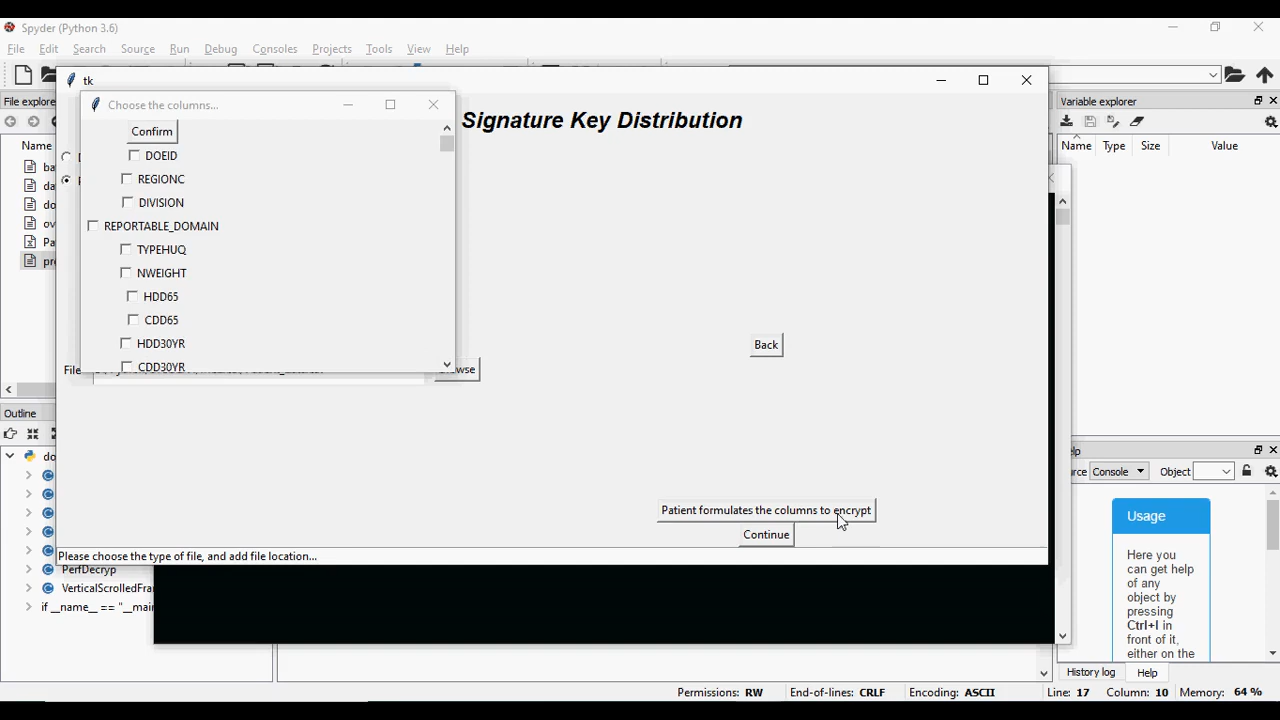 Spyder (Python 3.6)
File Edit Search Source Run Debug Consoles Projects Tools View Help
tk
File explore
Variable explorer
Choose the columns...
Signature Key Distribution
Name
Name Type Size Value
Confirm
DOEID
REGIONC
DIVISION
REPORTABLE_DOMAIN
TYPEHUQ
NWEIGHT
HDD65
CDD65
HDD30YR
CDD30YR
Back
File
wse
Outline
Console Object
Usage
Here you
can get help
of any
object by
pressing
Ctrl+I in
front of it,
either on the
Patient formulates the columns to encrypt
Continue
Please choose the type of file, and add file location...
PerfDecryp
VerticalScrolledFra
if __name__ == "__mai
History log Help
Permissions: RW End-of-lines: CRLF Encoding: ASCII Line: 17 Column: 10 Memory: 64 %